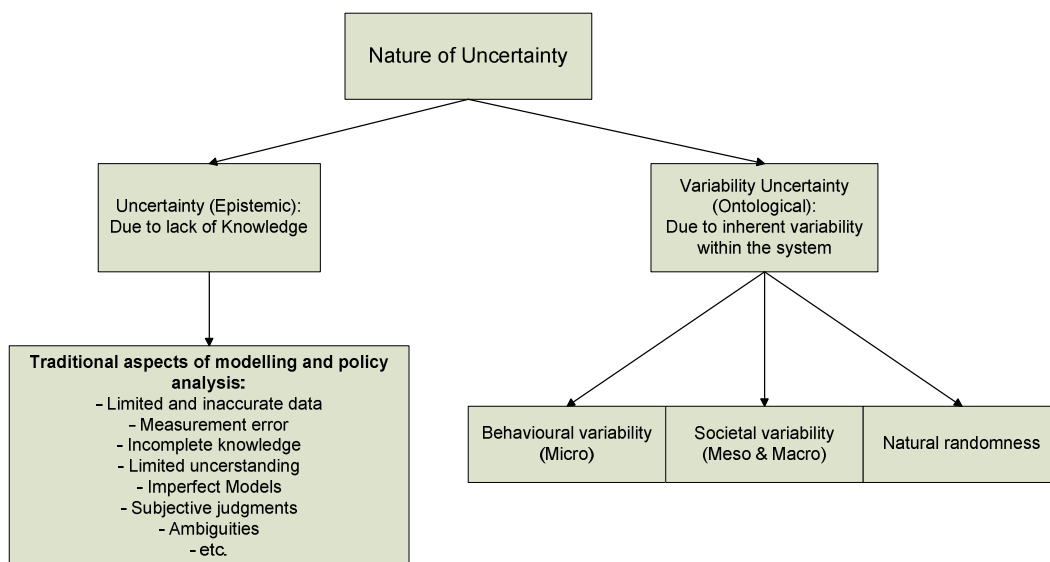 Nature of Uncertainty
Uncertainty (Epistemic):
Due to lack of Knowledge
Variability Uncertainty
(Ontological):
Due to inherent variability
within the system
Traditional aspects of modelling and policy
analysis:
- Limited and inaccurate data
- Measurement error
- Incomplete knowledge
- Limited uncerstanding
- Imperfect Models
- Subjective judgments
- Ambiguities
- etc.
Behavioural variability
(Micro)
Societal variability
(Meso & Macro)
Natural randomness